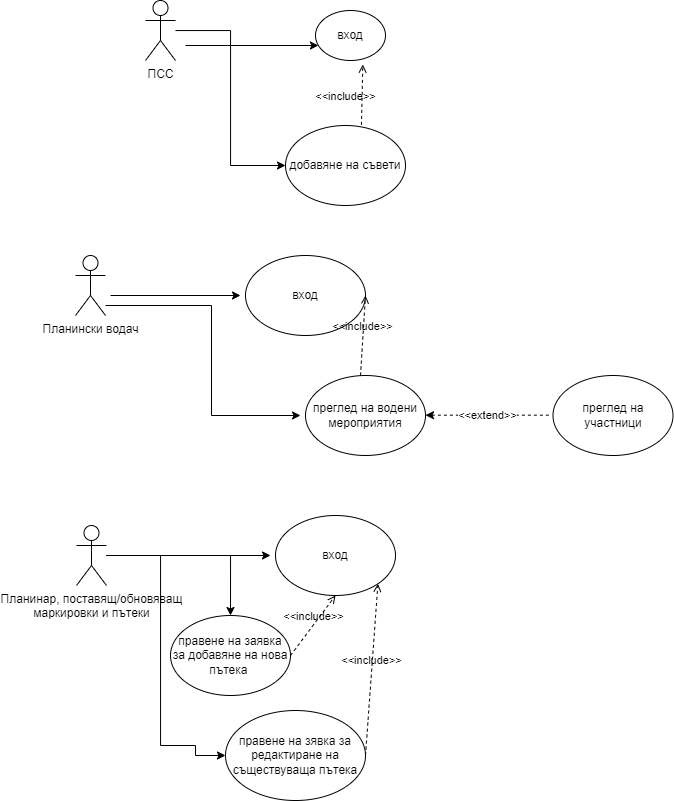 вход
ПСС
<<include>>
добавяне на съвети
вход
Планински водач
<<include>>
преглед на водени
мероприятия
<<extend>>
преглед на
участници
вход
Планинар, поставящ/обновяващ
маркировки и пътеки
<<include>>
правене на заявка
за добавяне на нова
пътека
<<include>>
правене на зявка за
редактиране на
съществуваща пътека